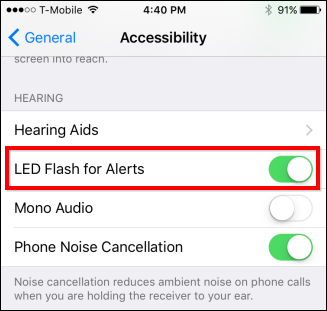 T-Mobile 4:40 PM 91%
General Accessibility
screen into reach.
HEARING
Hearing Aids
LED Flash for Alerts
Mono Audio
Phone Noise Cancellation
Noise cancellation reduces ambient noise on phone calls
when you are holding the receiver to your ear.